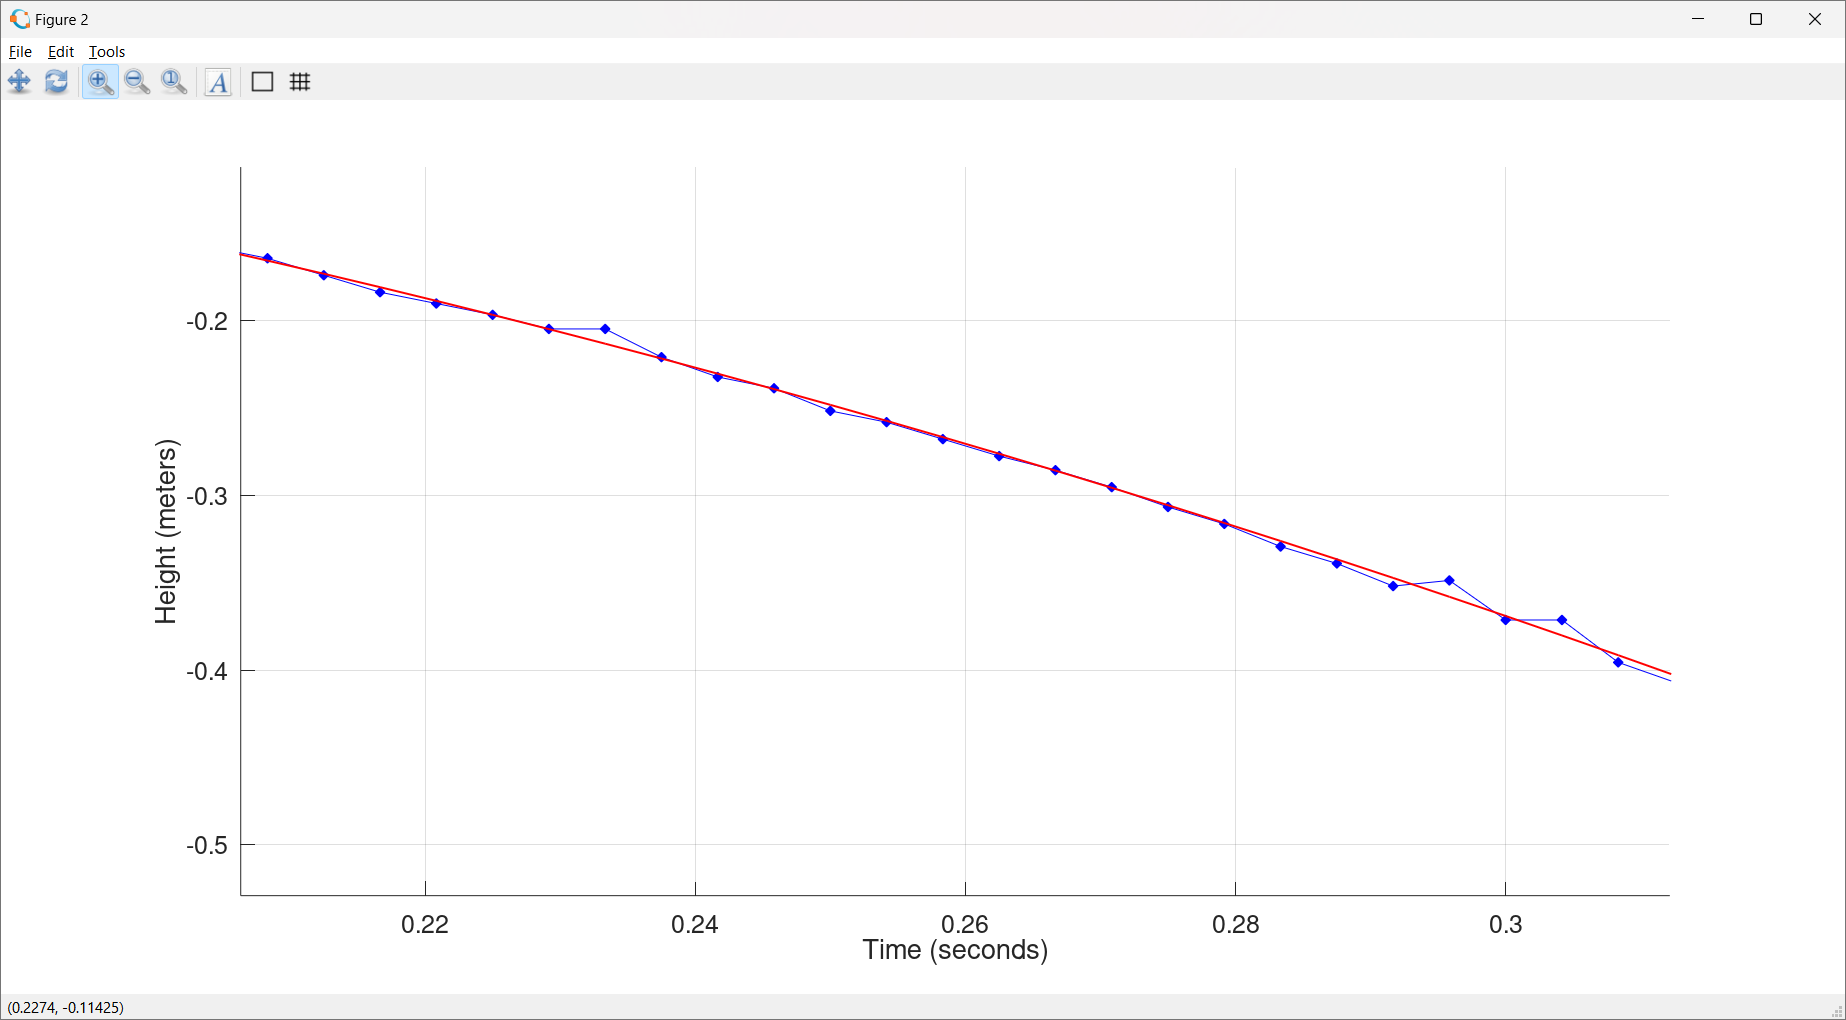 Figure 2
File Edit Tools
1 A
-0.2
-0.3
-0.4
-0.5
Height (meters)
0.22 0.24 0.26 0.28 0.3
Time (seconds)
(0.2274, -0.11425)